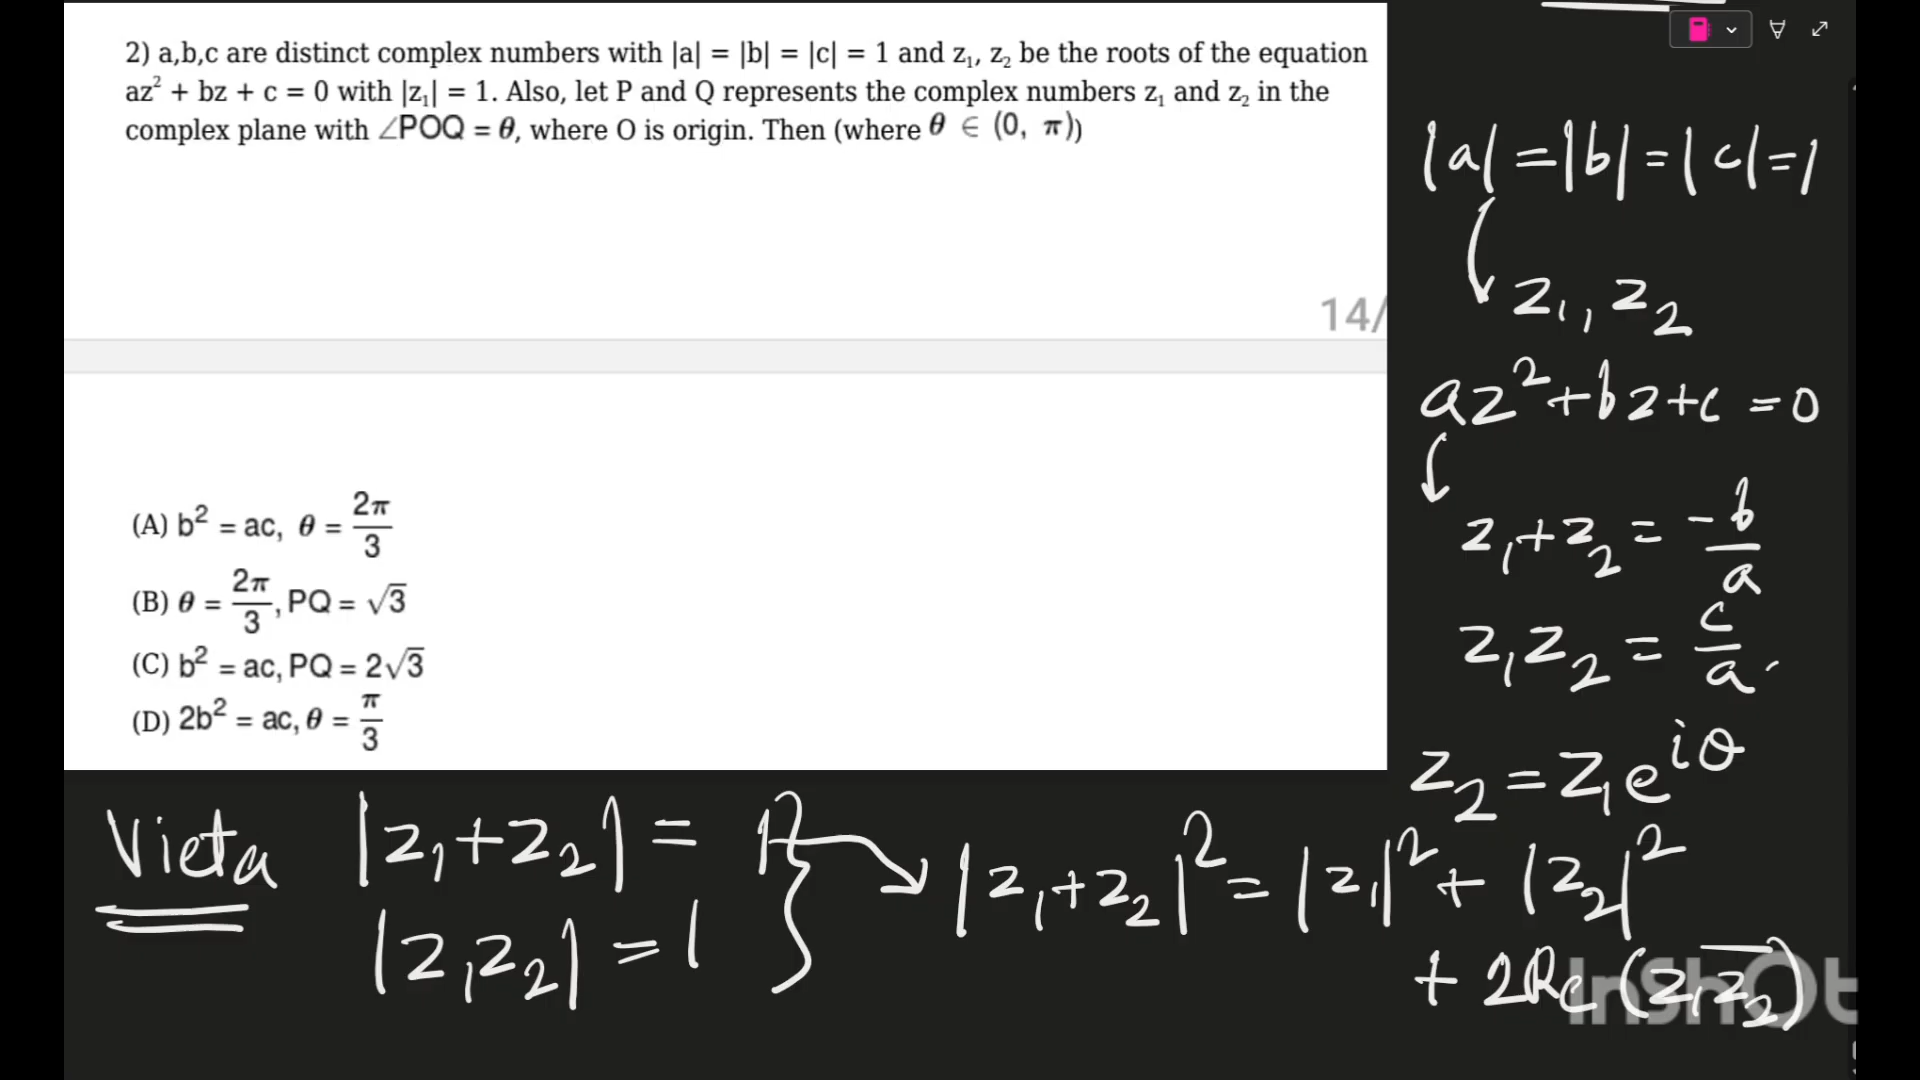 2) a,b,c are distinct complex numbers with |a| = |b| = |c| = 1 and z₁, z₂ be the roots of the equation
az² + bz + c = 0 with |z₁| = 1. Also, let P and Q represents the complex numbers z₁ and z₂ in the
complex plane with ∠POQ = θ, where O is origin. Then (where θ ∈ (0, π))
14/
(A) b² = ac, θ = 2π/3
(B) θ = 2π/3, PQ = √3
(C) b² = ac, PQ = 2√3
(D) 2b² = ac, θ = π/3
|a| = |b| = |c| = 1
z₁, z₂
az² + bz + c = 0
z₁ + z₂ = -b/a
z₁z₂ = c/a.
z₂ = z₁e^{iθ}
Vieta
|z₁+z₂| = 1
|z₁z₂| = 1
|z₁+z₂|² = |z₁|² + |z₂|²
+ 2Re(z₁z̅₂)
InShOt